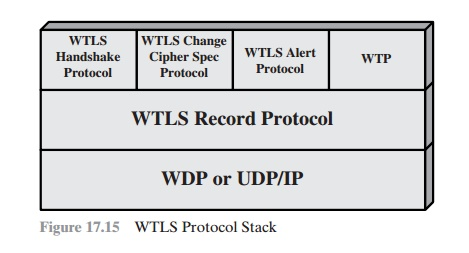 WTLS
Handshake
Protocol
WTLS Change
Cipher Spec
Protocol
WTLS Alert
Protocol
WTP
WTLS Record Protocol
WDP or UDP/IP
Figure 17.15 WTLS Protocol Stack